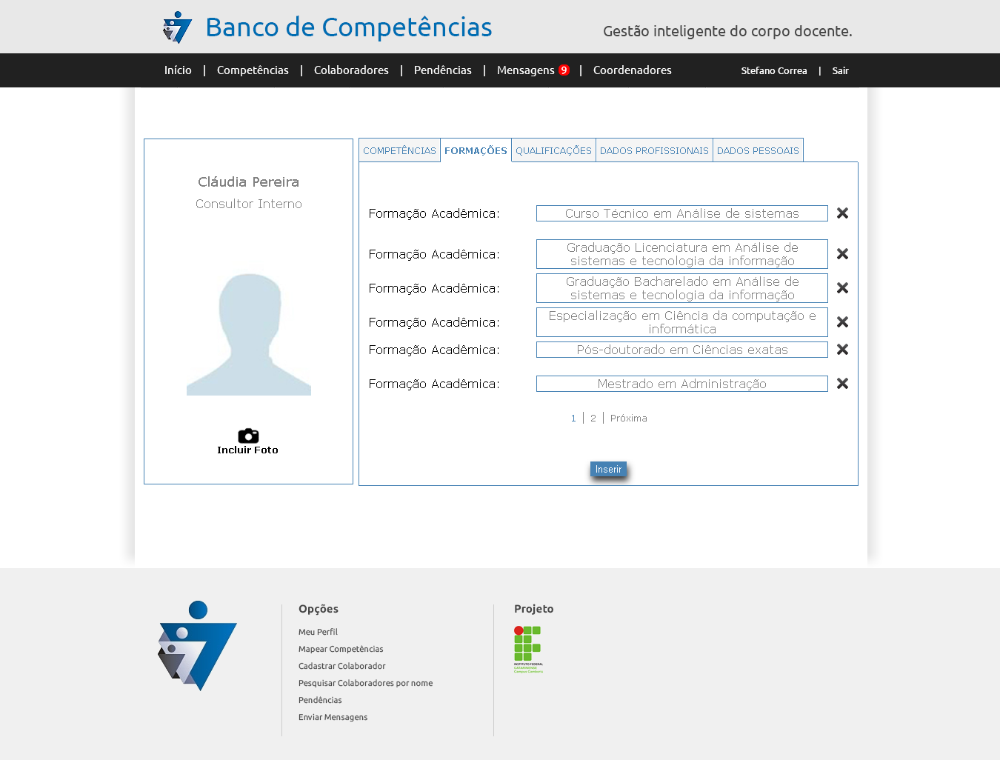 Banco de Competências
Gestão inteligente do corpo docente.
Início | Competências | Colaboradores | Pendências | Mensagens 9 | Coordenadores
Stefano Correa | Sair
COMPETÊNCIAS FORMAÇÕES QUALIFICAÇÕES DADOS PROFISSIONAIS DADOS PESSOAIS
Cláudia Pereira
Consultor Interno
Incluir Foto
Formação Acadêmica: Curso Técnico em Análise de sistemas
Formação Acadêmica: Graduação Licenciatura em Análise de
sistemas e tecnologia da informação
Formação Acadêmica: Graduação Bacharelado em Análise de
sistemas e tecnologia da informação
Formação Acadêmica: Especialização em Ciência da computação e
informática
Formação Acadêmica: Pós-doutorado em Ciências exatas
Formação Acadêmica: Mestrado em Administração
1 | 2 | Próxima
Inserir
Opções
Meu Perfil
Mapear Competências
Cadastrar Colaborador
Pesquisar Colaboradores por nome
Pendências
Enviar Mensagens
Projeto
INSTITUTO FEDERAL
CATARINENSE
Campus Camboriú